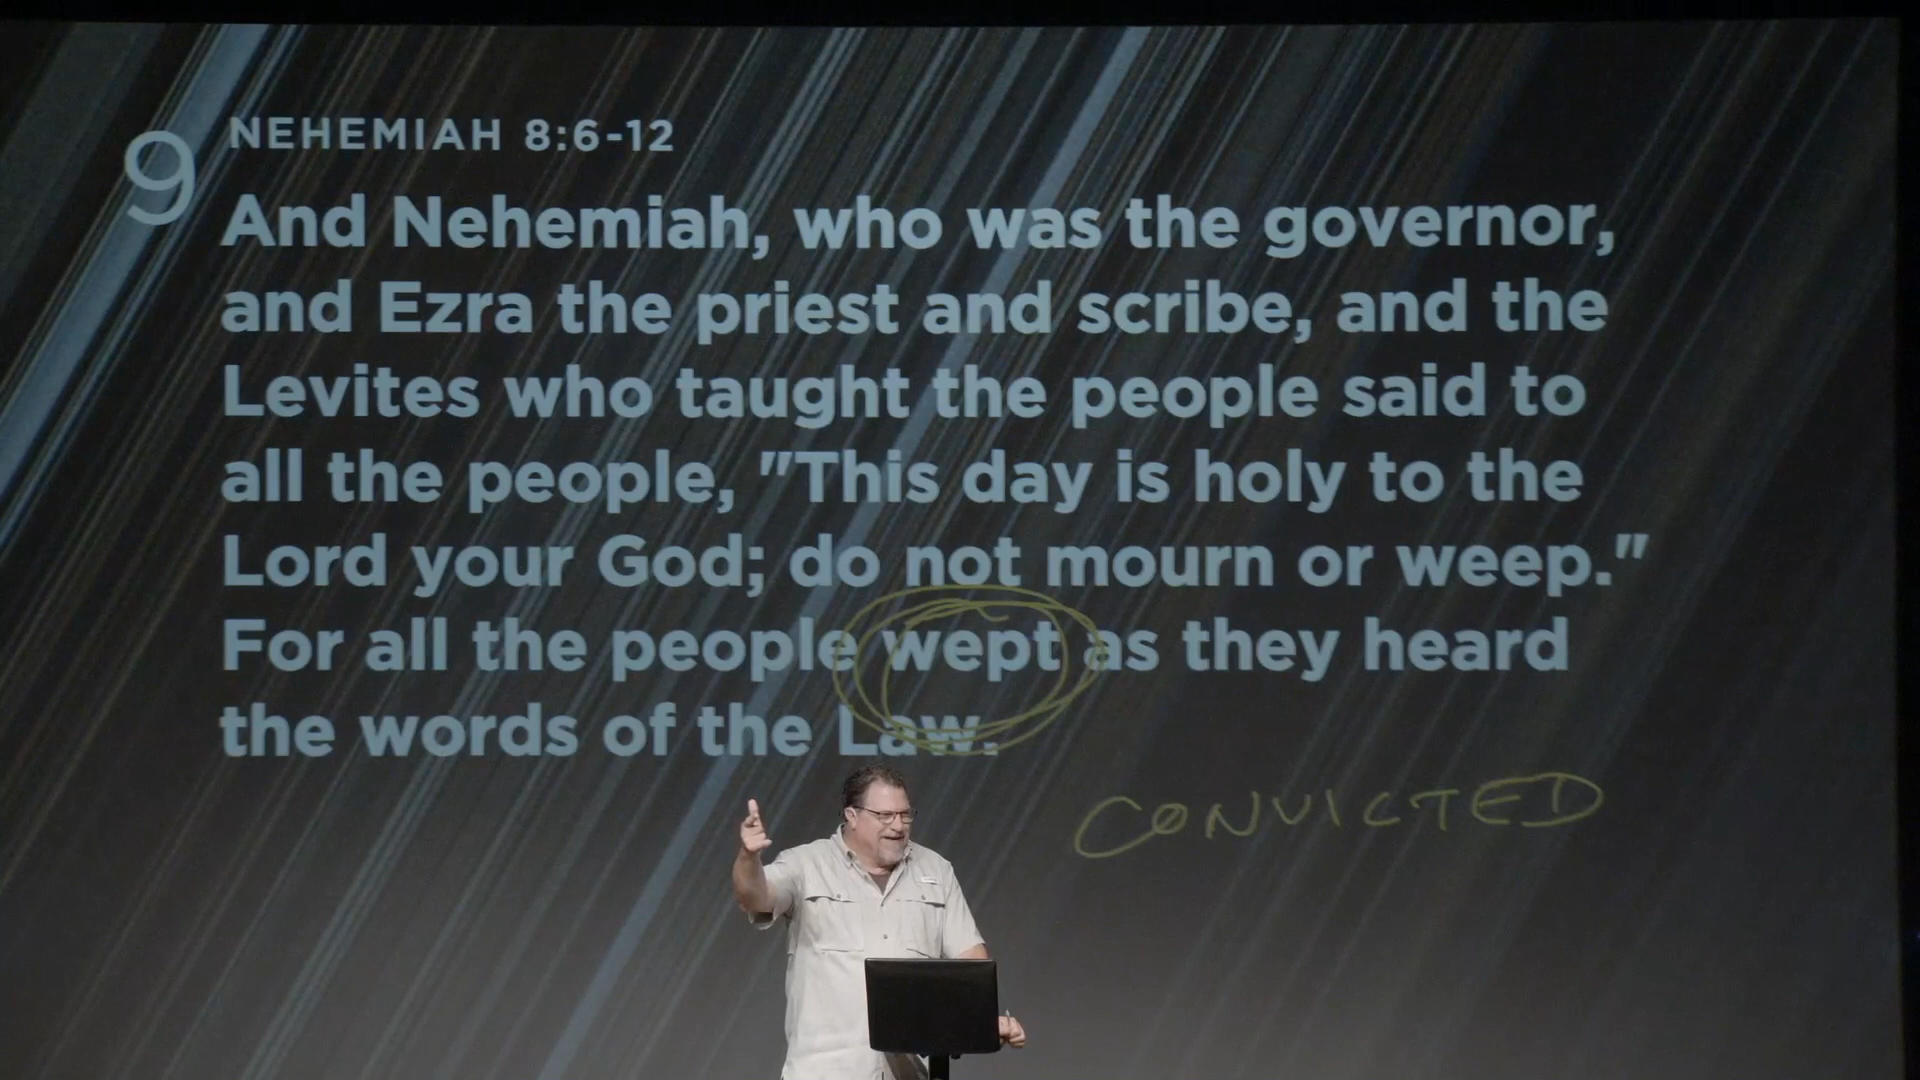 NEHEMIAH 8:6-12
9
And Nehemiah, who was the governor,
and Ezra the priest and scribe, and the
Levites who taught the people said to
all the people, "This day is holy to the
Lord your God; do not mourn or weep."
For all the people wept as they heard
the words of the Law.
CONVICTED